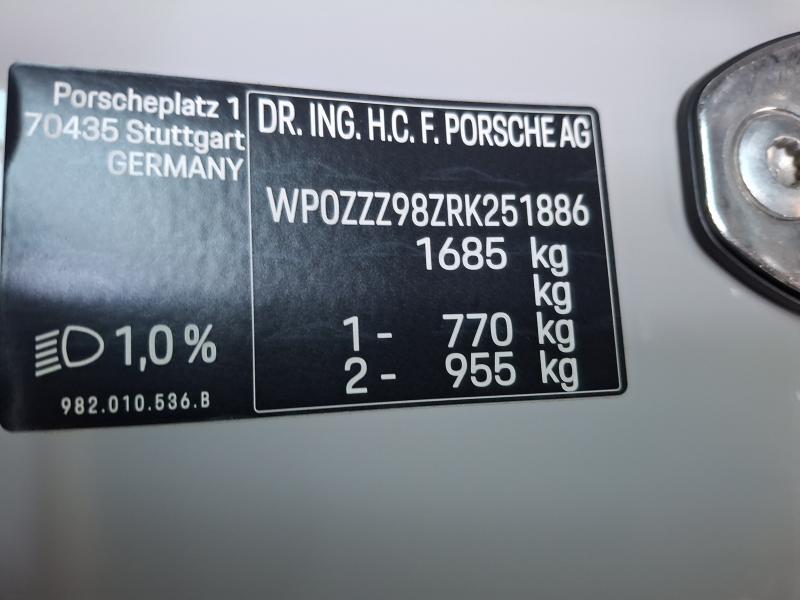 Porscheplatz 1
70435 Stuttgart
GERMANY
1,0 %
982.010.536.B
DR. ING. H.C. F. PORSCHE AG
WP0ZZZ98ZRK251886
1685 kg
kg
1- 770 kg
2- 955 kg